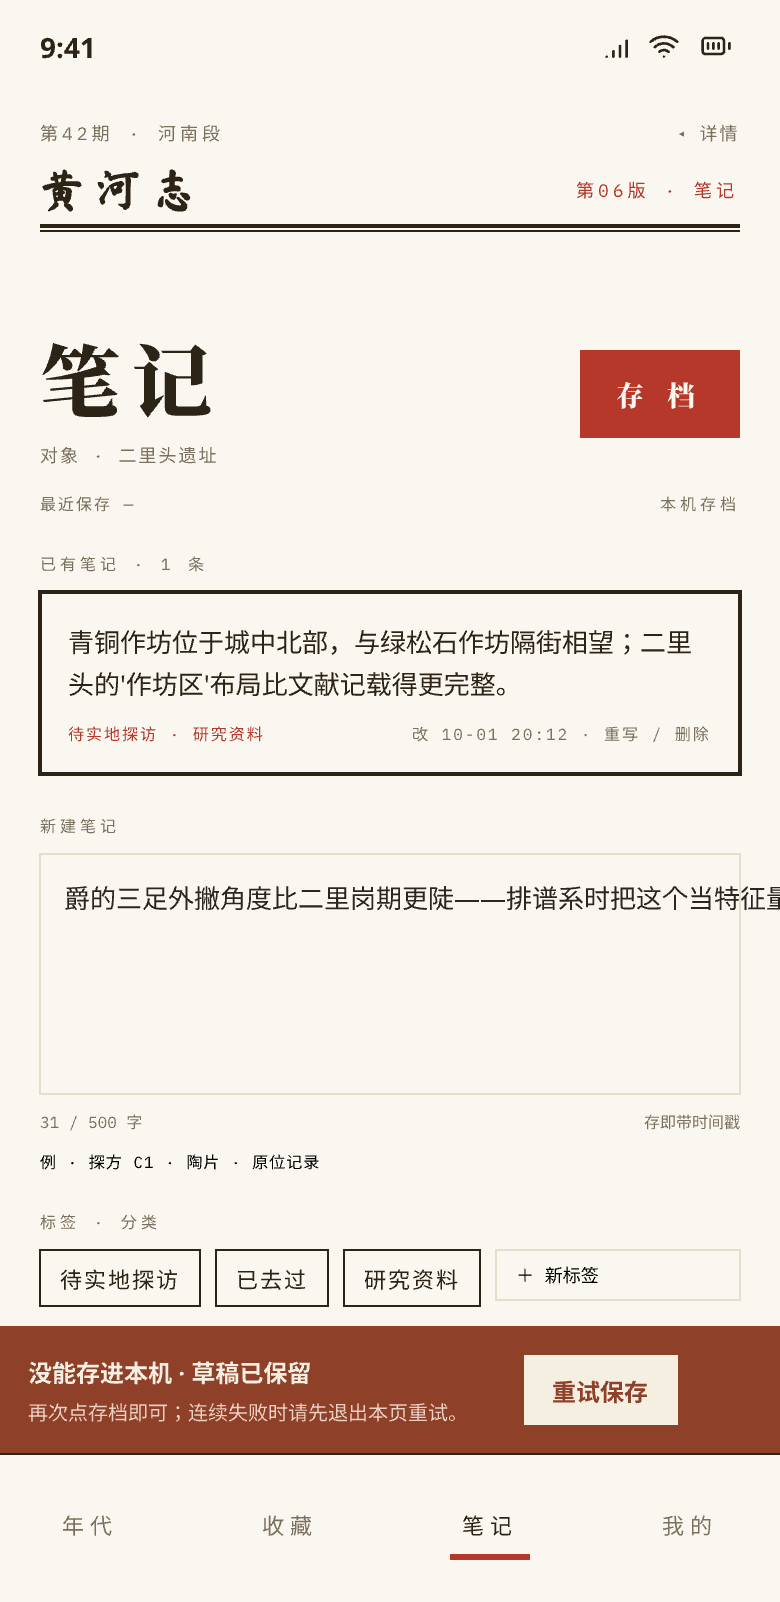 9:41
第42期 · 河南段
◂ 详情
黄河志
第06版 · 笔记
笔记
存档
对象 · 二里头遗址
最近保存 —
本机存档
已有笔记 · 1 条
青铜作坊位于城中北部，与绿松石作坊隔街相望；二里
头的'作坊区'布局比文献记载得更完整。
待实地探访 · 研究资料
改 10-01 20:12 · 重写 / 删除
新建笔记
爵的三足外撇角度比二里岗期更陡——排谱系时把这个当特征量
31 / 500 字
存即带时间戳
例 · 探方 C1 · 陶片 · 原位记录
标签 · 分类
待实地探访
已去过
研究资料
＋ 新标签
没能存进本机 · 草稿已保留
再次点存档即可；连续失败时请先退出本页重试。
重试保存
年代
收藏
笔记
我的